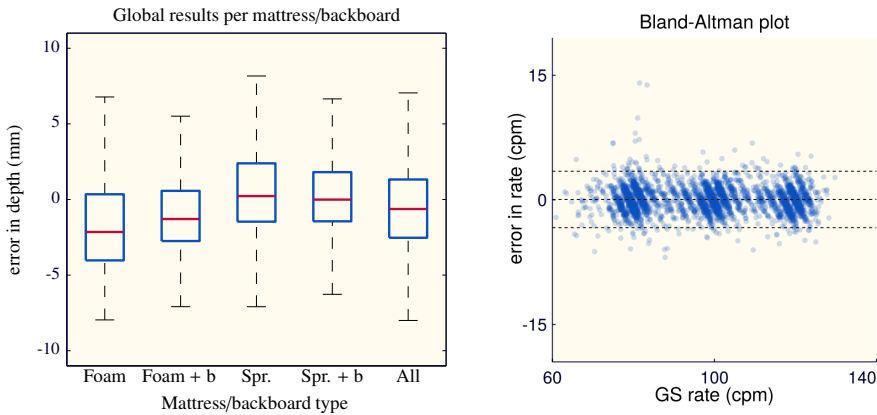 Global results per mattress/backboard
10
5
0
-5
-10
error in depth (mm)
Foam Foam + b Spr. Spr. + b All
Mattress/backboard type
Bland-Altman plot
15
0
-15
error in rate (cpm)
60 100 140
GS rate (cpm)